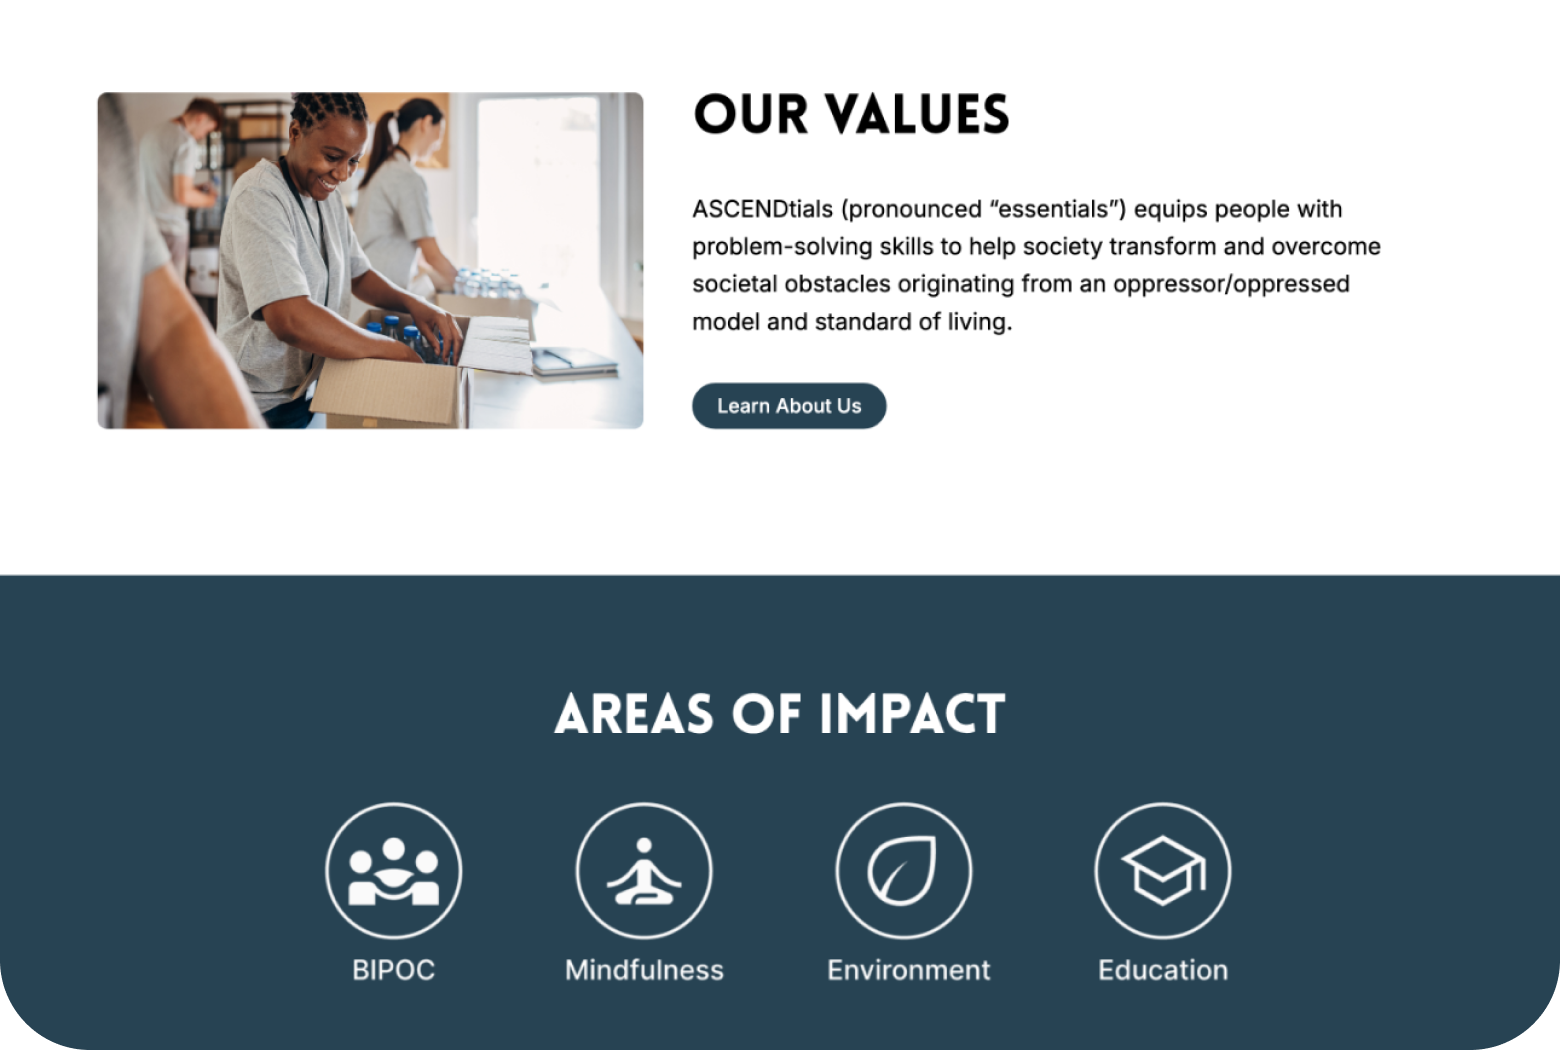 OUR VALUES
ASCENDtials (pronounced “essentials”) equips people with
problem-solving skills to help society transform and overcome
societal obstacles originating from an oppressor/oppressed
model and standard of living.
Learn About Us
AREAS OF IMPACT
BIPOC
Mindfulness
Environment
Education